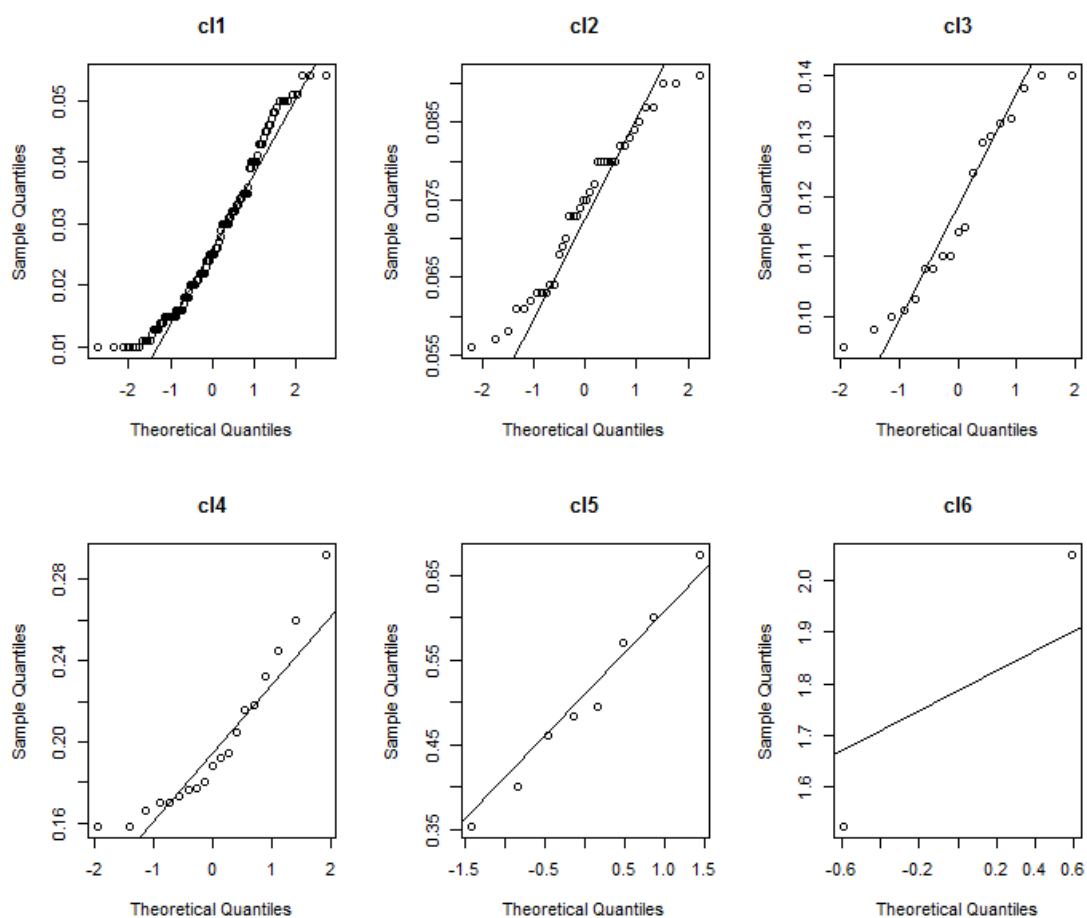 cl1
Sample Quantiles
0.01 0.02 0.03 0.04 0.05
-2 -1 0 1 2
Theoretical Quantiles
cl2
Sample Quantiles
0.055 0.065 0.075 0.085
-2 -1 0 1 2
Theoretical Quantiles
cl3
Sample Quantiles
0.10 0.11 0.12 0.13 0.14
-2 -1 0 1 2
Theoretical Quantiles
cl4
Sample Quantiles
0.16 0.20 0.24 0.28
-2 -1 0 1 2
Theoretical Quantiles
cl5
Sample Quantiles
0.35 0.45 0.55 0.65
-1.5 -0.5 0.5 1.5
Theoretical Quantiles
cl6
Sample Quantiles
1.6 1.7 1.8 1.9 2.0
-0.6 -0.2 0.2 0.6
Theoretical Quantiles